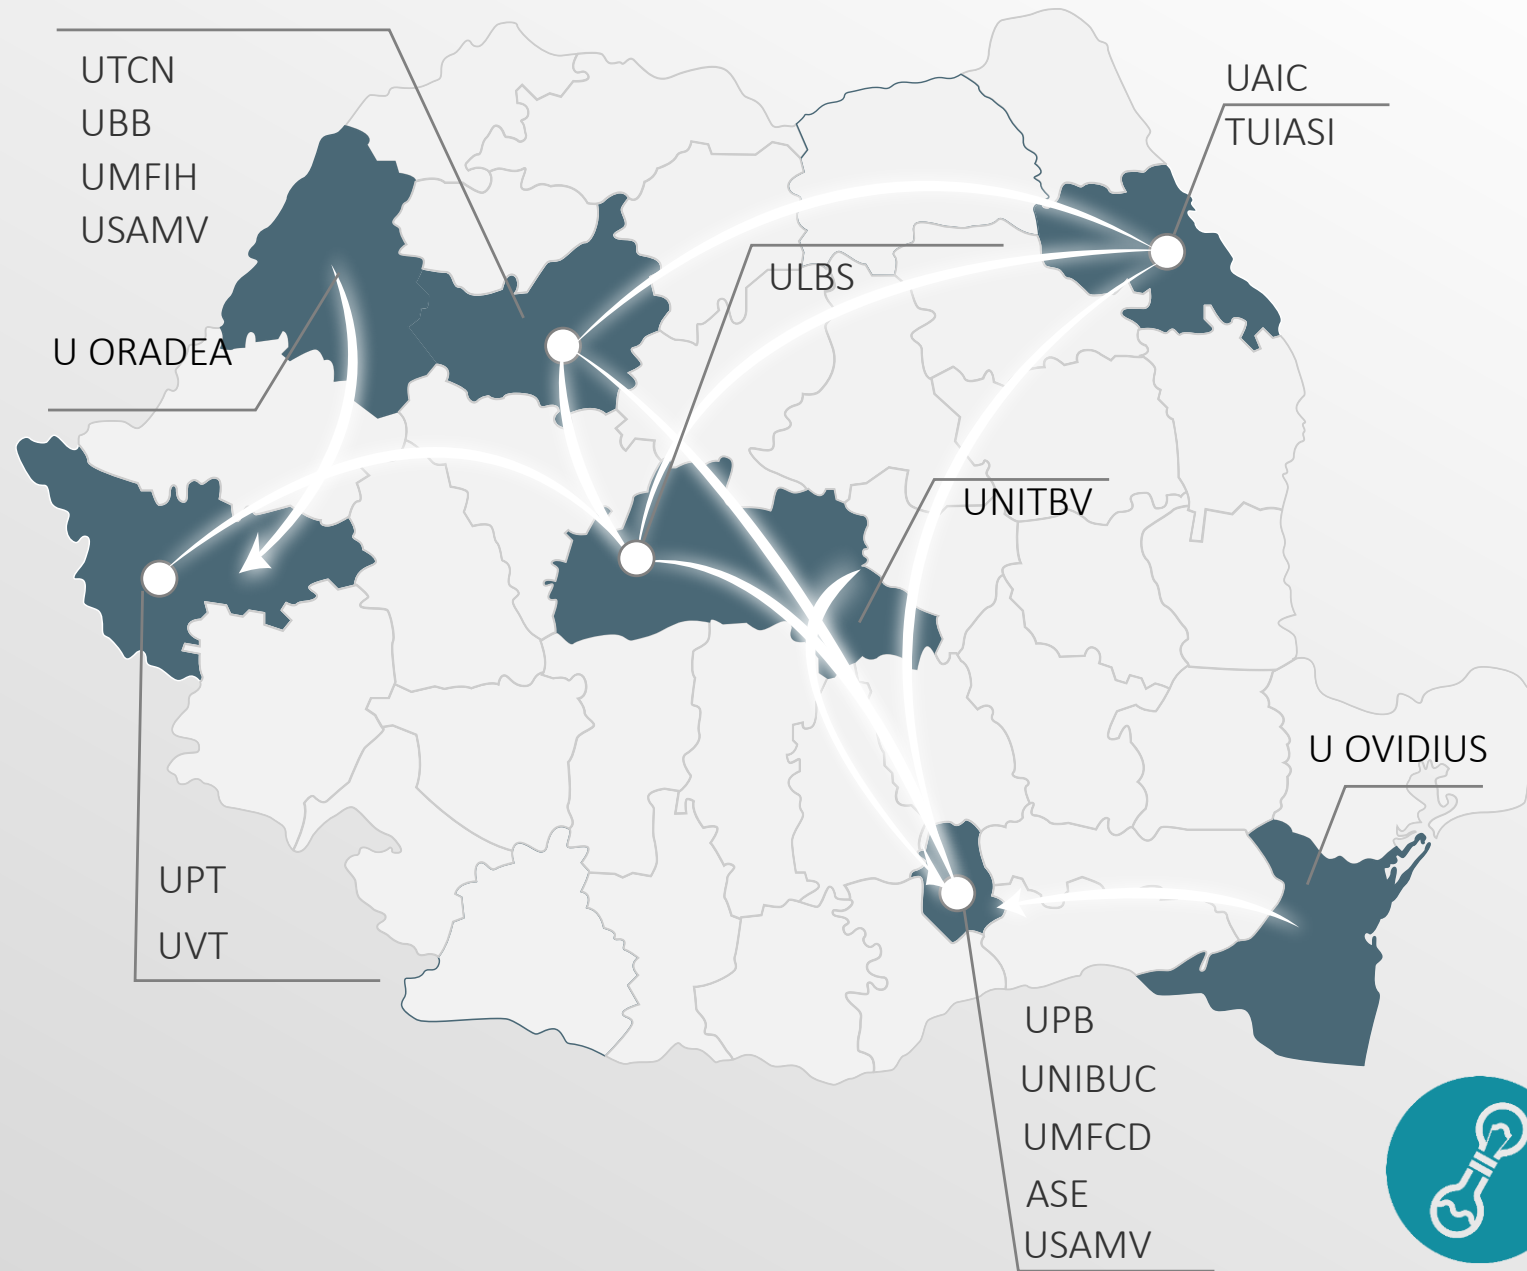 UTCN
UBB
UMFIH
USAMV
UAIC
TUIASI
ULBS
U ORADEA
UNITBV
U OVIDIUS
UPT
UVT
UPB
UNIBUC
UMFCD
ASE
USAMV